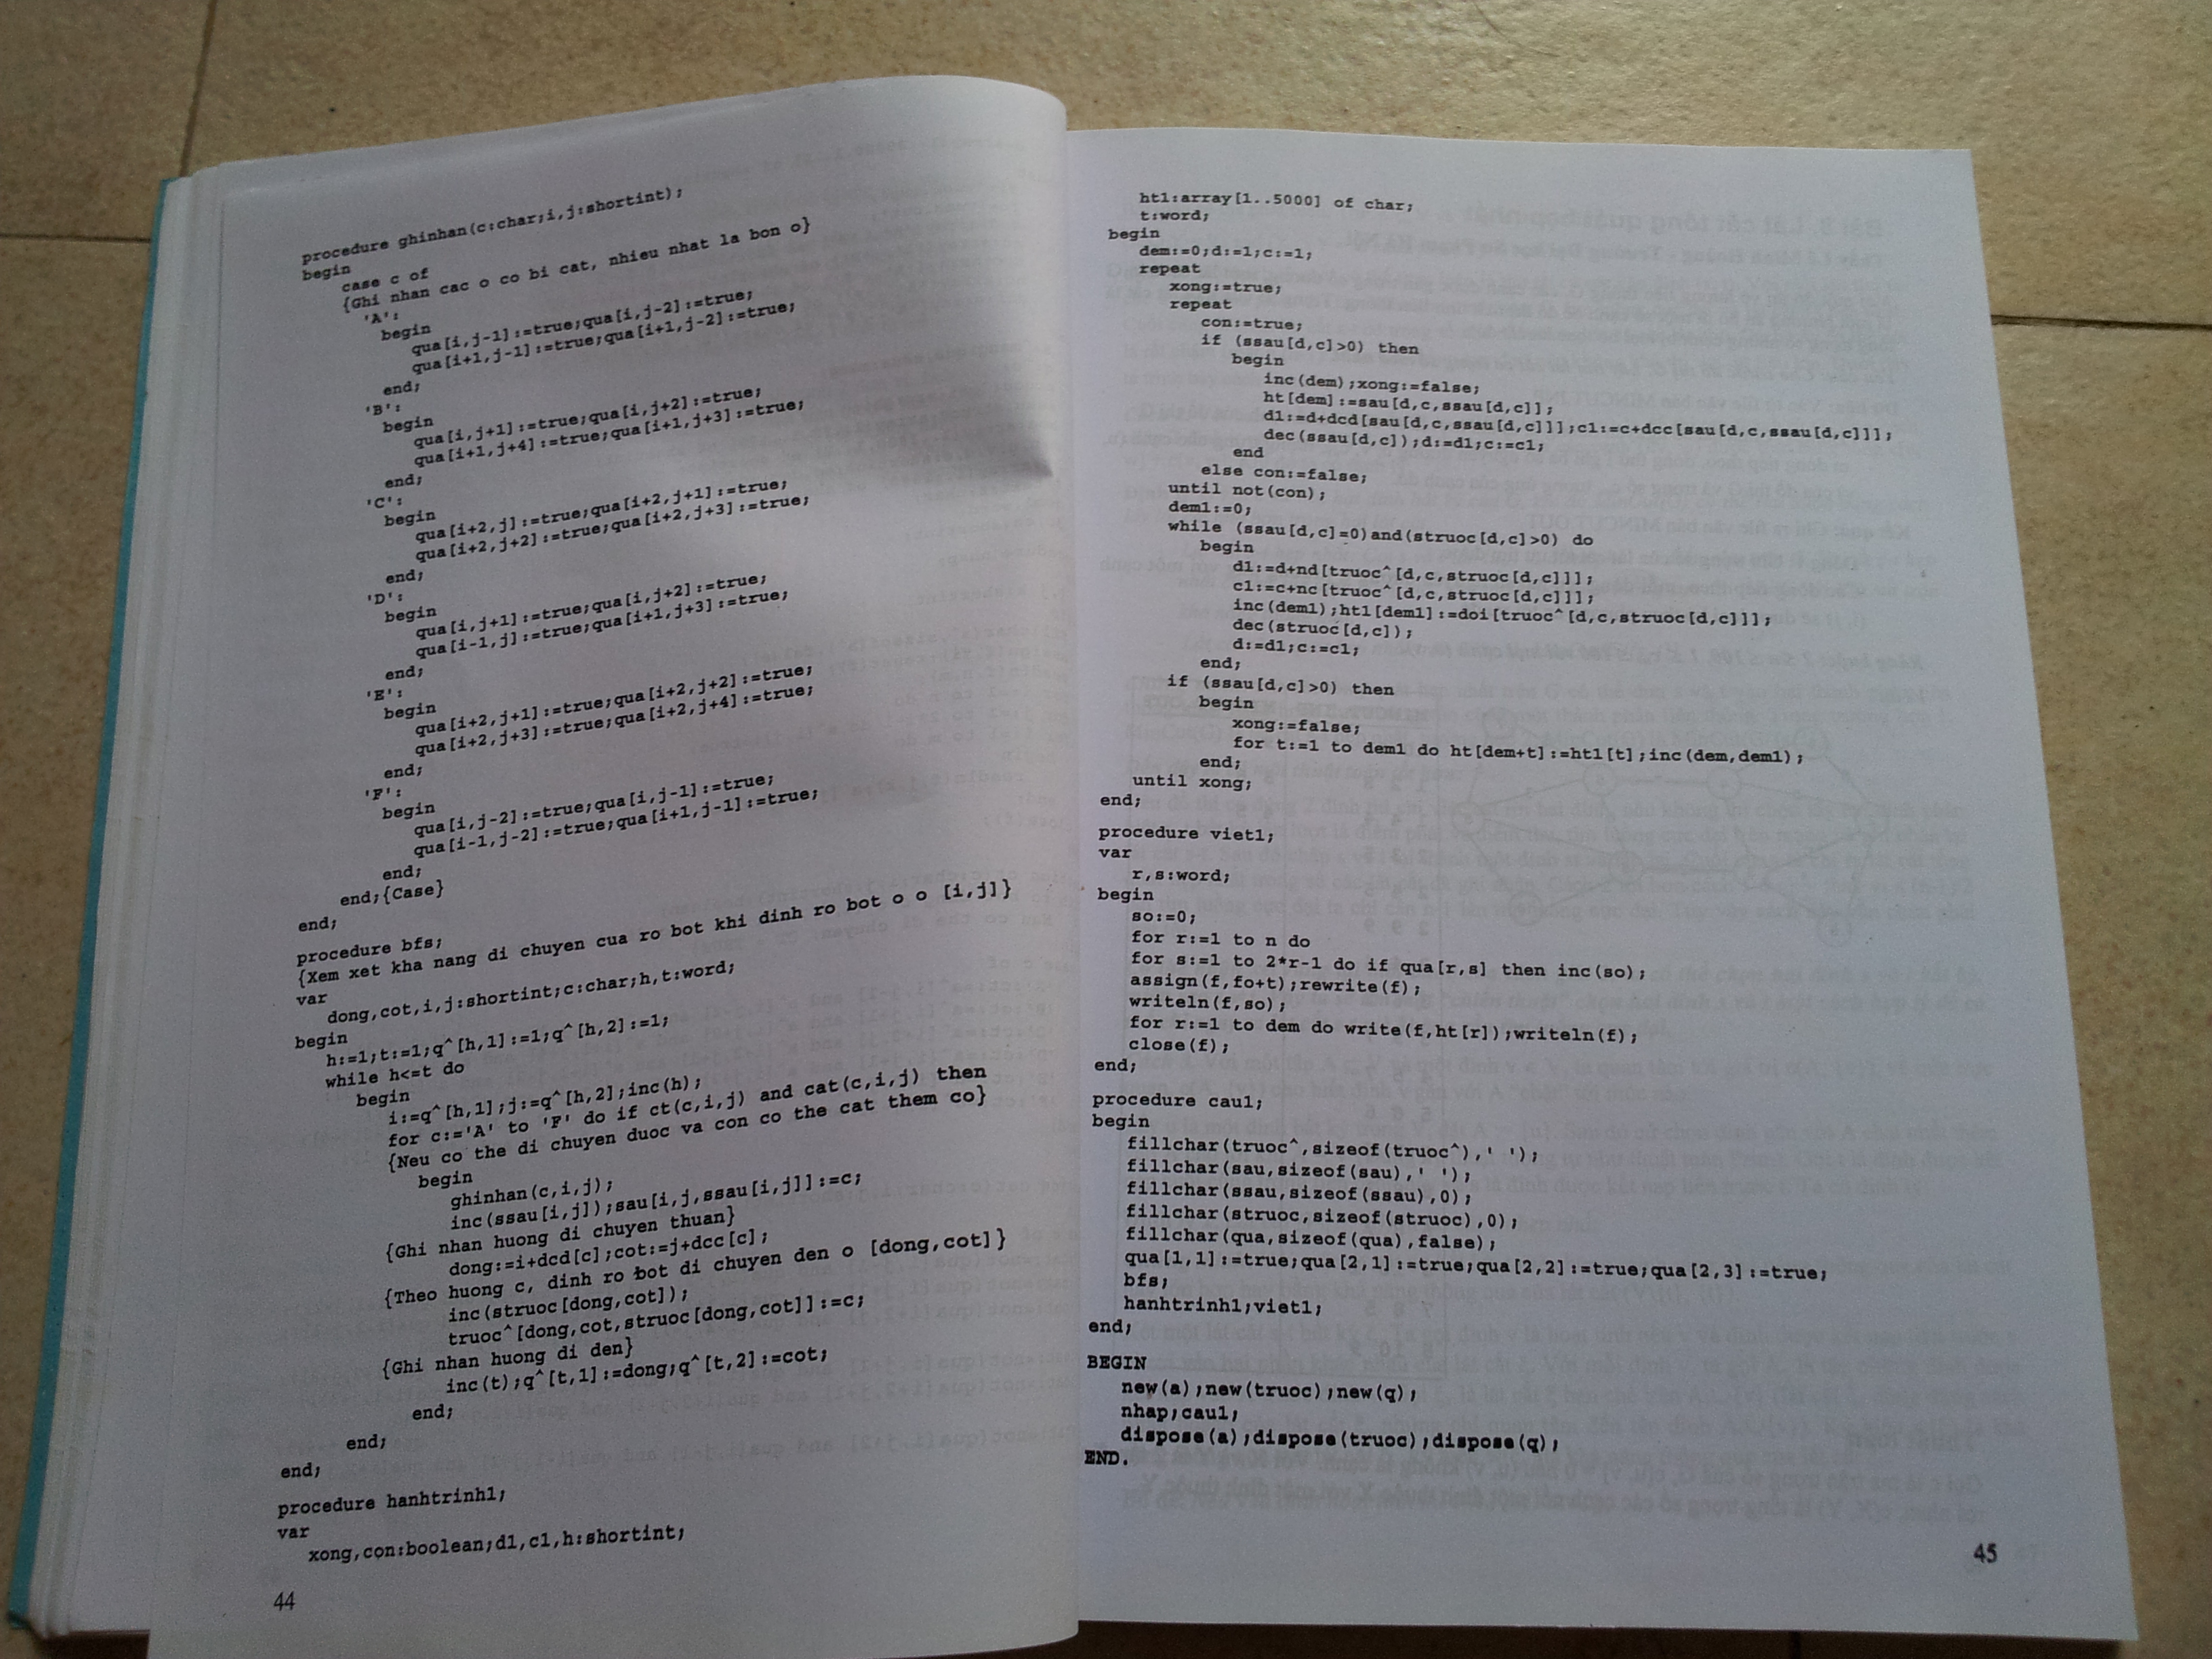 procedure ghinhan(c:char;i,j:shortint);
begin
case c of
{Ghi nhan cac o co bi cat, nhieu nhat la bon o}
'A':
begin
qua[i,j-1]:=true;qua[i,j-2]:=true;
qua[i+1,j-1]:=true;qua[i+1,j-2]:=true;
end;
'B':
begin
qua[i,j+1]:=true;qua[i,j+2]:=true;
qua[i+1,j+4]:=true;qua[i+1,j+3]:=true;
end;
'C':
begin
qua[i+2,j]:=true;qua[i+2,j+1]:=true;
qua[i+2,j+2]:=true;qua[i+2,j+3]:=true;
end;
'D':
begin
qua[i,j+1]:=true;qua[i,j+2]:=true;
qua[i-1,j]:=true;qua[i+1,j+3]:=true;
end;
'E':
begin
qua[i+2,j+1]:=true;qua[i+2,j+2]:=true;
qua[i+2,j+3]:=true;qua[i+2,j+4]:=true;
end;
'F':
begin
qua[i,j-2]:=true;qua[i,j-1]:=true;
qua[i-1,j-2]:=true;qua[i+1,j-1]:=true;
end;
end;{Case}
end;
procedure bfs;
{Xem xet kha nang di chuyen cua ro bot khi dinh ro bot o o [i,j]}
var
dong,cot,i,j:shortint;c:char;h,t:word;
begin
h:=1;t:=1;q^[h,1]:=1;q^[h,2]:=1;
while h<=t do
begin
i:=q^[h,1];j:=q^[h,2];inc(h);
for c:='A' to 'F' do if ct(c,i,j) and cat(c,i,j) then
{Neu co the di chuyen duoc va con co the cat them co}
begin
ghinhan(c,i,j);
inc(ssau[i,j]);sau[i,j,ssau[i,j]]:=c;
{Ghi nhan huong di chuyen thuan}
dong:=i+dcd[c];cot:=j+dcc[c];
{Theo huong c, dinh ro bot di chuyen den o [dong,cot]}
inc(struoc[dong,cot]);
truoc^[dong,cot,struoc[dong,cot]]:=c;
{Ghi nhan huong di den}
inc(t);q^[t,1]:=dong;q^[t,2]:=cot;
end;
end;
end;
procedure hanhtrinh1;
var
xong,con:boolean;d1,c1,h:shortint;
44
ht1:array[1..5000] of char;
t:word;
begin
dem:=0;d:=1;c:=1;
repeat
xong:=true;
repeat
con:=true;
if (ssau[d,c]>0) then
begin
inc(dem);xong:=false;
ht[dem]:=sau[d,c,ssau[d,c]];
d1:=d+dcd[sau[d,c,ssau[d,c]]];c1:=c+dcc[sau[d,c,ssau[d,c]]];
dec(ssau[d,c]);d:=d1;c:=c1;
end
else con:=false;
until not(con);
dem1:=0;
while (ssau[d,c]=0)and(struoc[d,c]>0) do
begin
d1:=d+nd[truoc^[d,c,struoc[d,c]]];
c1:=c+nc[truoc^[d,c,struoc[d,c]]];
inc(dem1);ht1[dem1]:=doi[truoc^[d,c,struoc[d,c]]];
dec(struoc[d,c]);
d:=d1;c:=c1;
end;
if (ssau[d,c]>0) then
begin
xong:=false;
for t:=1 to dem1 do ht[dem+t]:=ht1[t];inc(dem,dem1);
end;
until xong;
end;
procedure viet1;
var
r,s:word;
begin
so:=0;
for r:=1 to n do
for s:=1 to 2*r-1 do if qua[r,s] then inc(so);
assign(f,fo+t);rewrite(f);
writeln(f,so);
for r:=1 to dem do write(f,ht[r]);writeln(f);
close(f);
end;
procedure cau1;
begin
fillchar(truoc^,sizeof(truoc^),' ');
fillchar(sau,sizeof(sau),' ');
fillchar(ssau,sizeof(ssau),0);
fillchar(struoc,sizeof(struoc),0);
fillchar(qua,sizeof(qua),false);
qua[1,1]:=true;qua[2,1]:=true;qua[2,2]:=true;qua[2,3]:=true;
bfs;
hanhtrinh1;viet1;
end;
BEGIN
new(a);new(truoc);new(q);
nhap;cau1;
dispose(a);dispose(truoc);dispose(q);
END.
45